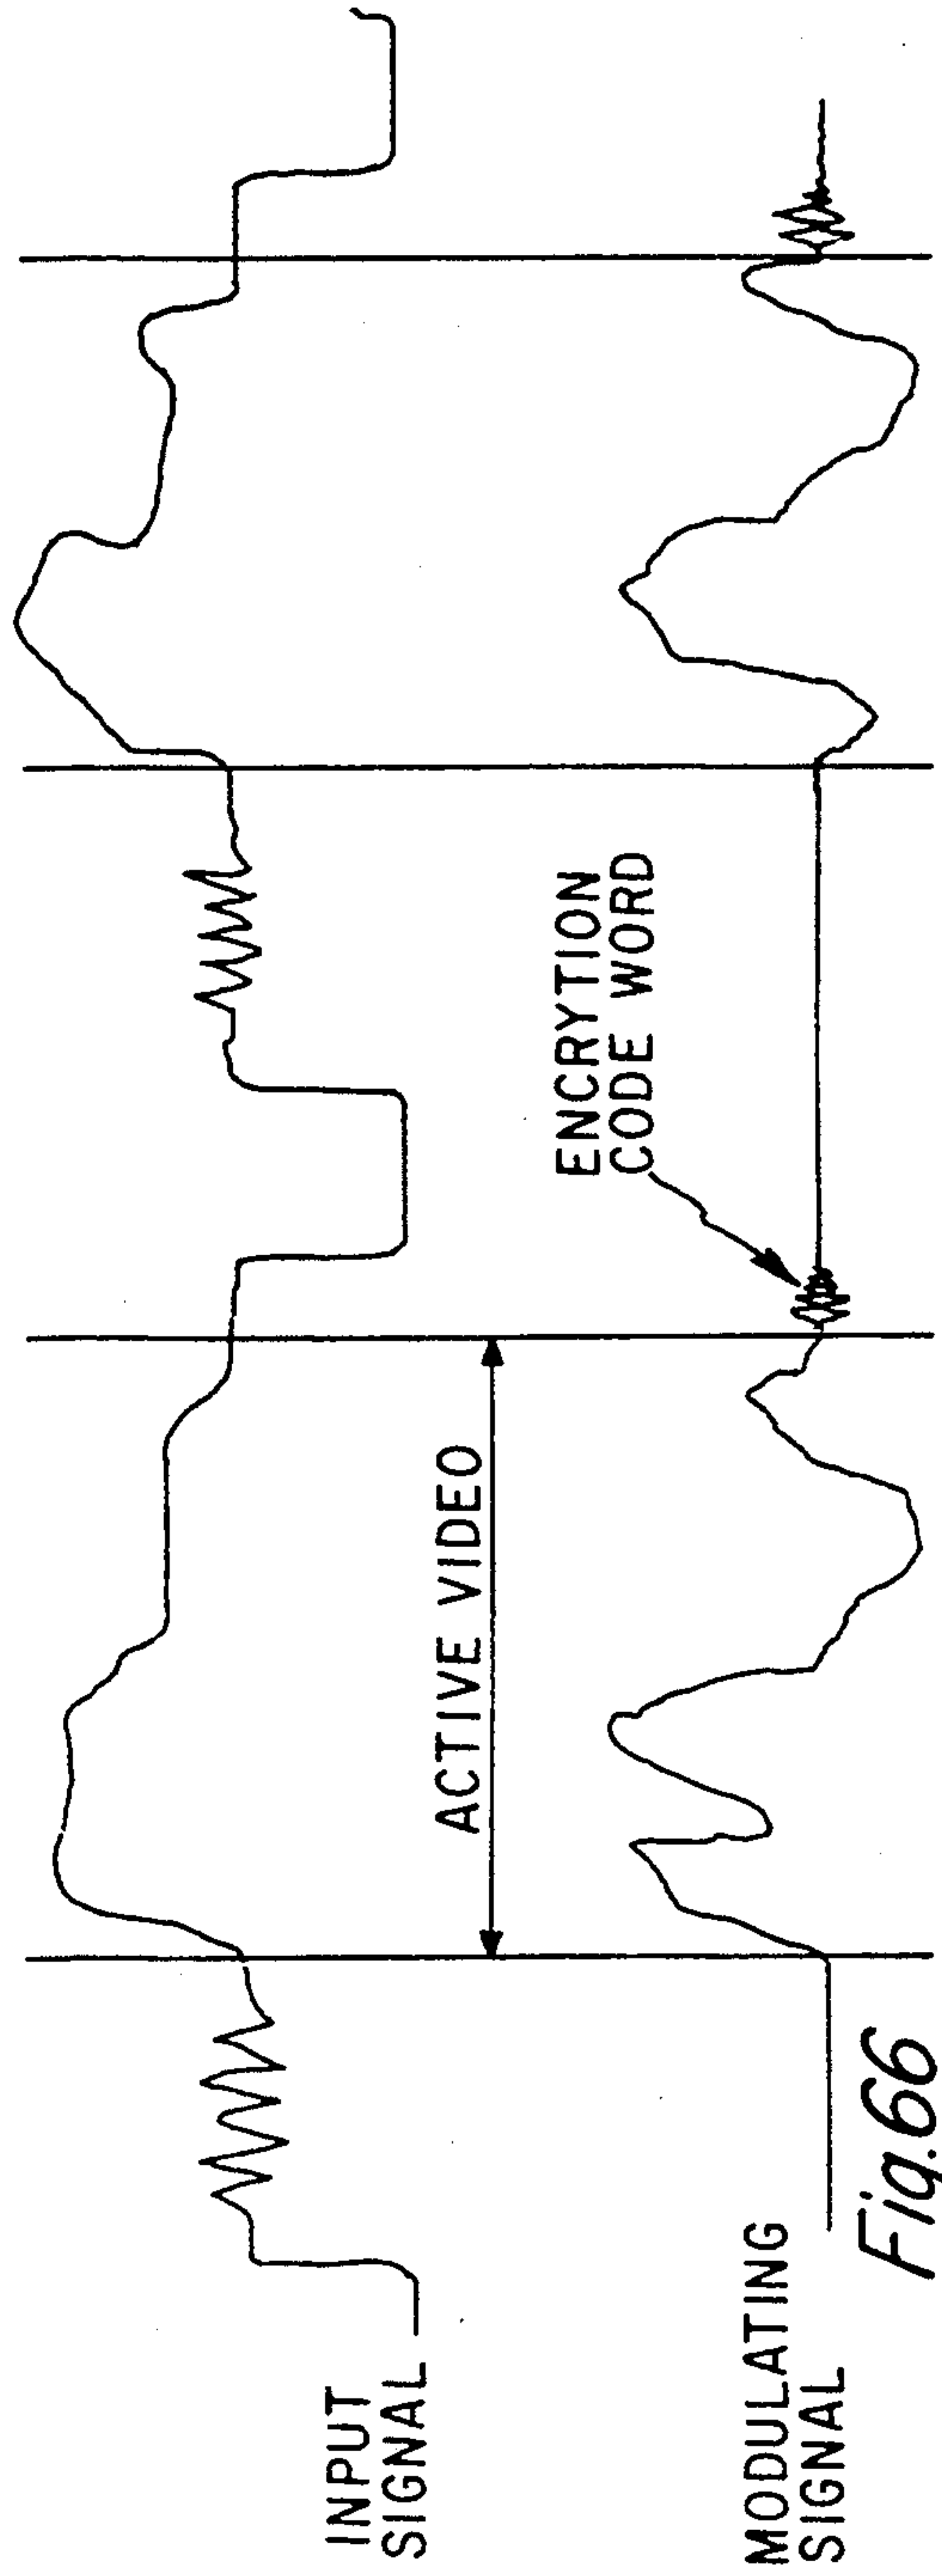 INPUT
SIGNAL
ACTIVE VIDEO
ENCRYTION
CODE WORD
MODULATING
SIGNAL
Fig.66